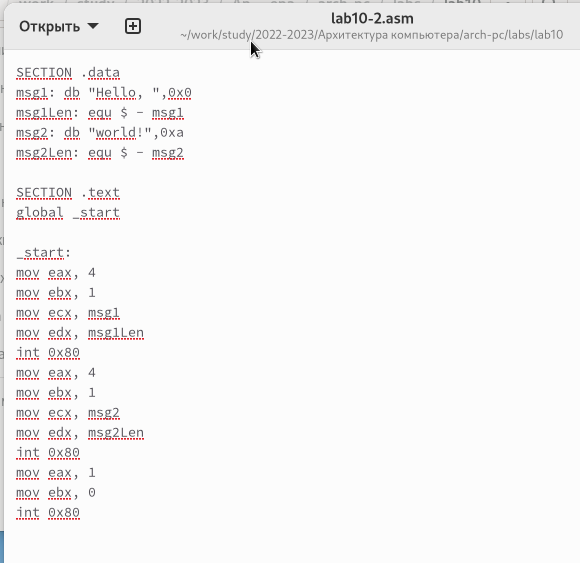 Открыть
lab10-2.asm
~/work/study/2022-2023/Архитектура компьютера/arch-pc/labs/lab10
SECTION .data
msg1: db "Hello, ",0x0
msg1Len: equ $ - msg1
msg2: db "world!",0xa
msg2Len: equ $ - msg2
SECTION .text
global _start
_start:
mov eax, 4
mov ebx, 1
mov ecx, msg1
mov edx, msg1Len
int 0x80
mov eax, 4
mov ebx, 1
mov ecx, msg2
mov edx, msg2Len
int 0x80
mov eax, 1
mov ebx, 0
int 0x80